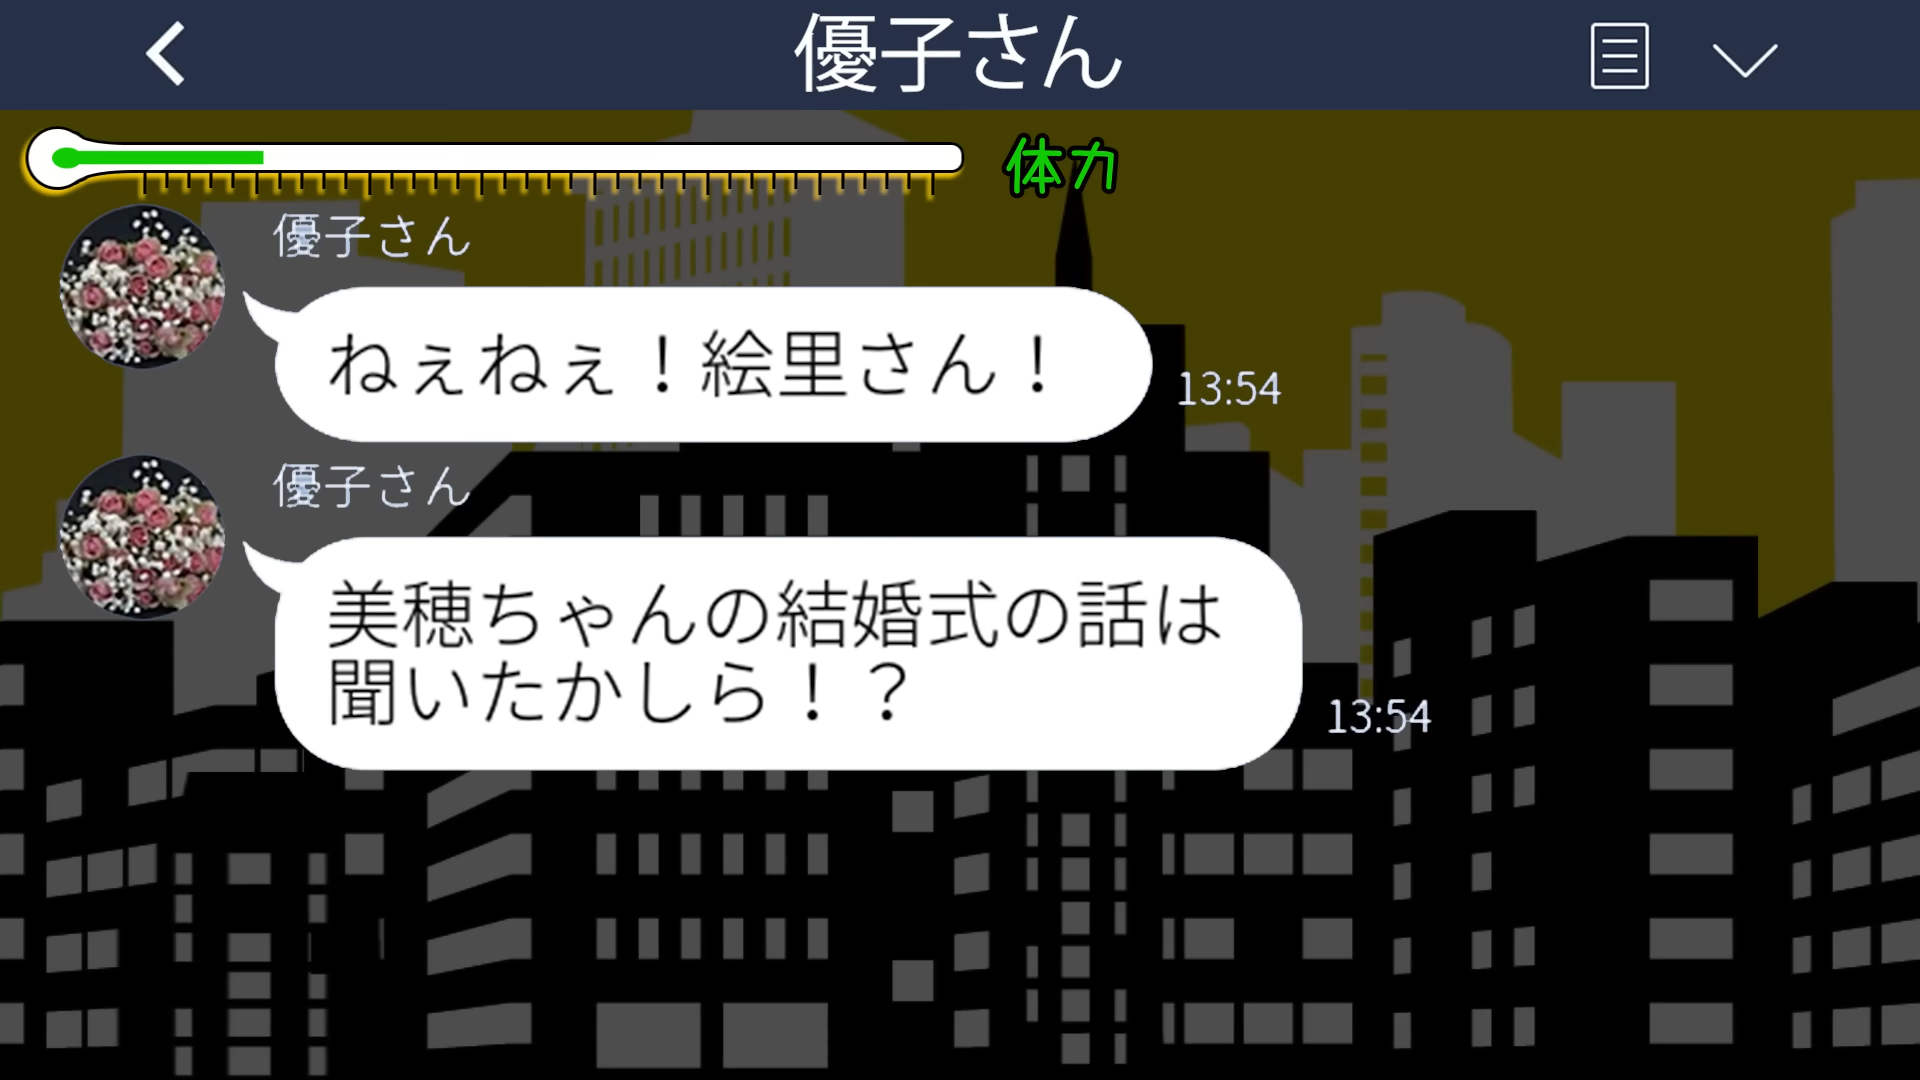 優子さん
体力
優子さん
ねぇねぇ！絵里さん！
13:54
優子さん
美穂ちゃんの結婚式の話は
聞いたかしら！？
13:54